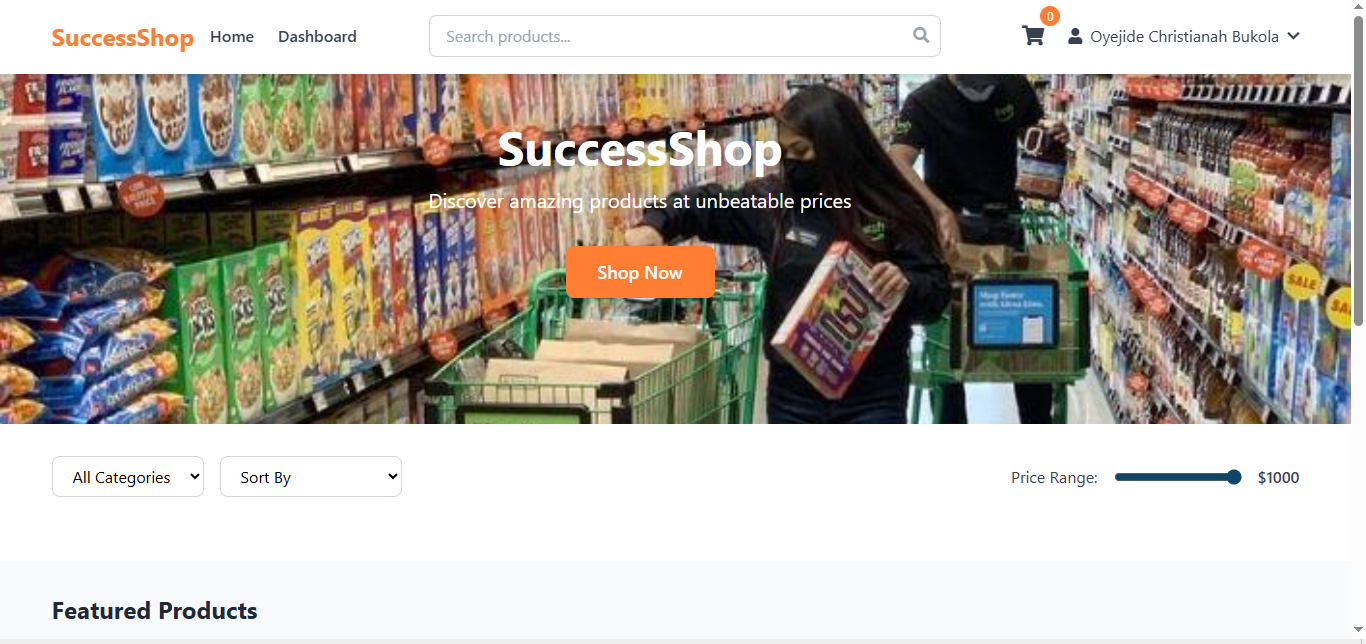 SuccessShop Home Dashboard Search products... 0 Oyejide Christianah Bukola
SuccessShop
Discover amazing products at unbeatable prices
Shop Now
SALE
All Categories Sort By Price Range: $1000
Featured Products